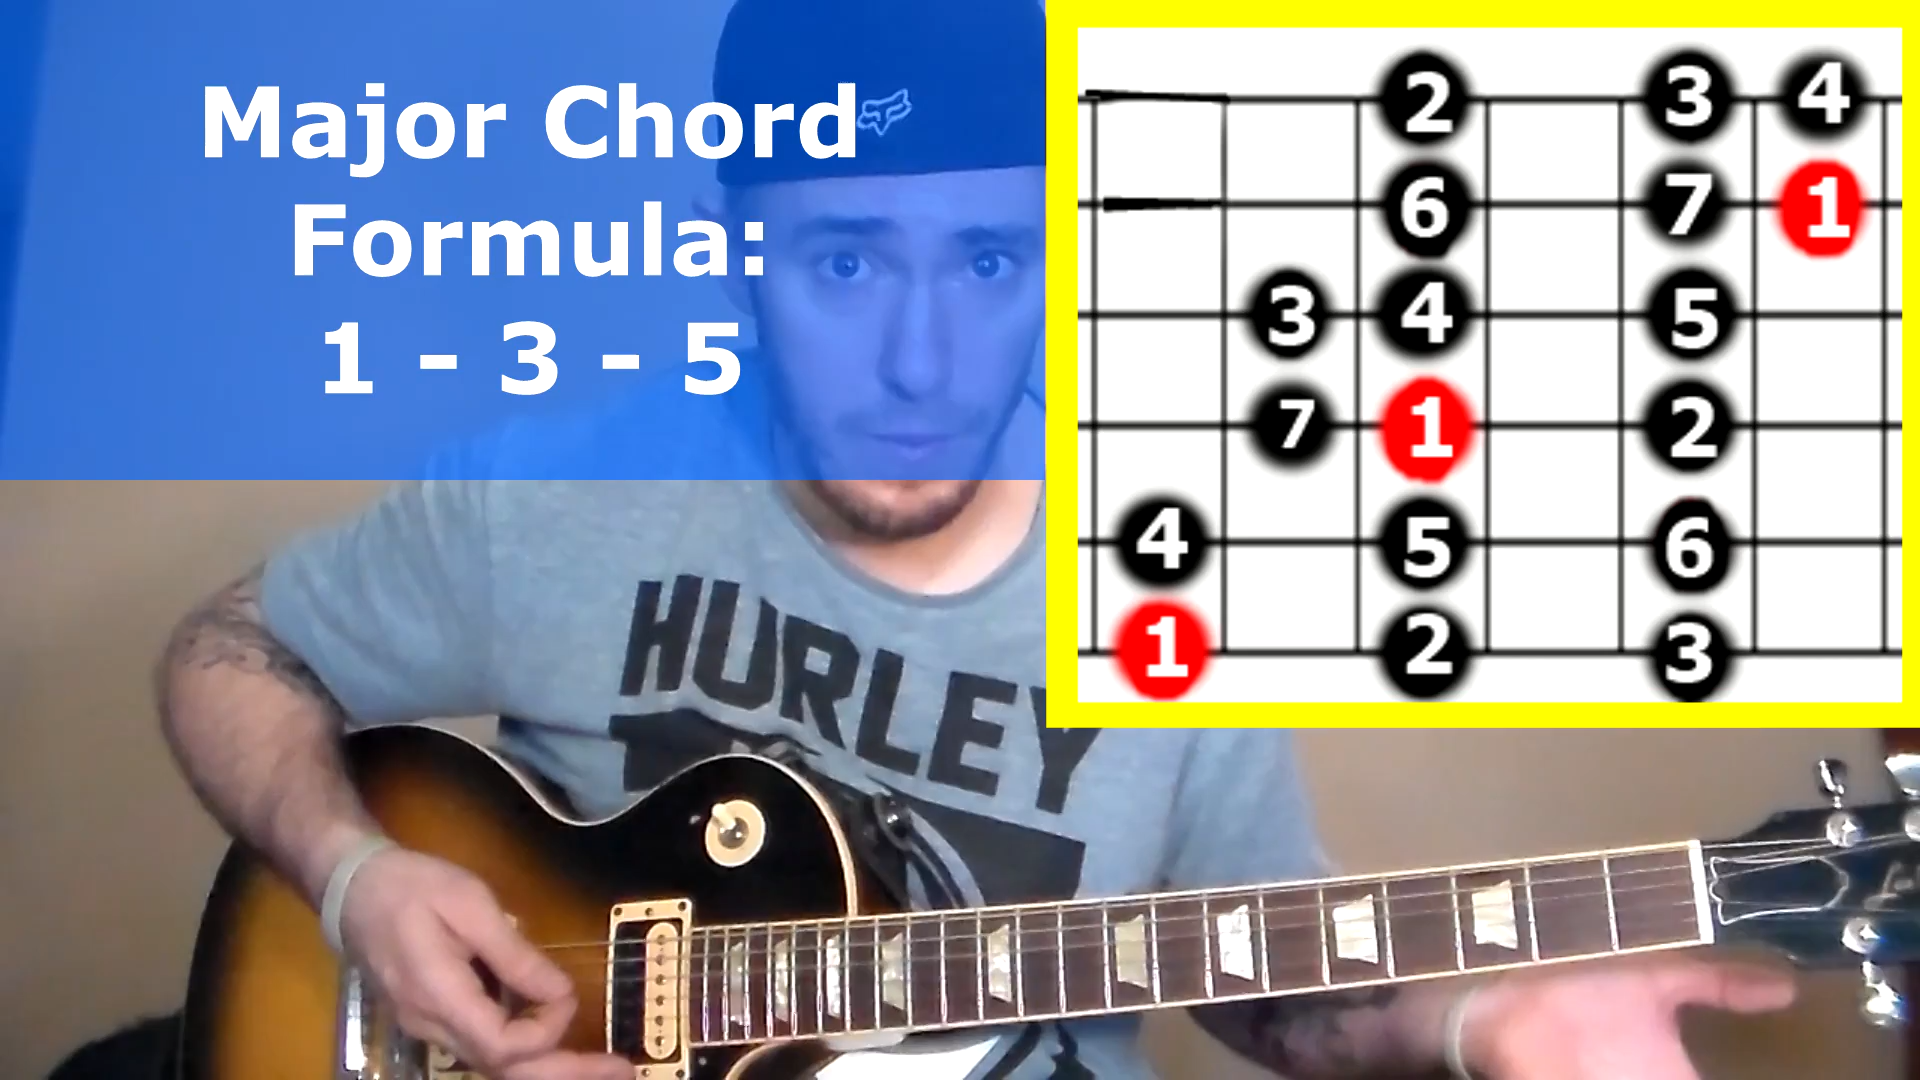 Major Chord
Formula:
1 - 3 - 5
2 3 4
6 7 1
3 4 5
7 1 2
4 5 6
1 2 3
HURLEY